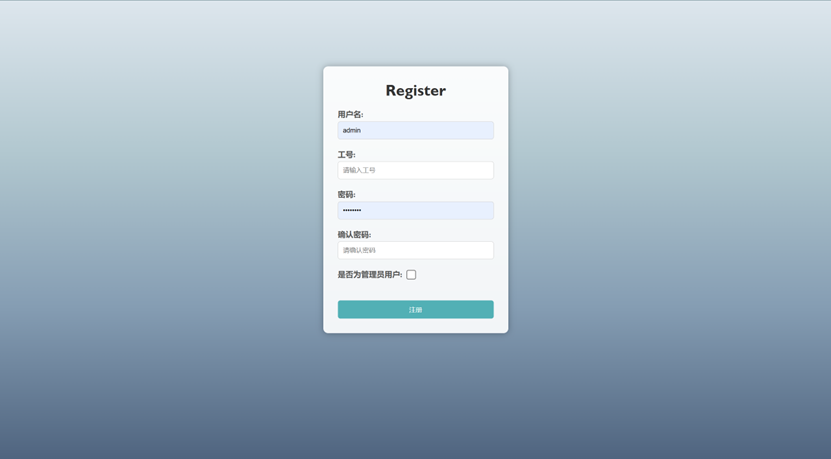 Register
用户名:
admin
工号:
请输入工号
密码:
••••••••
确认密码:
请确认密码
是否为管理员用户:
注册